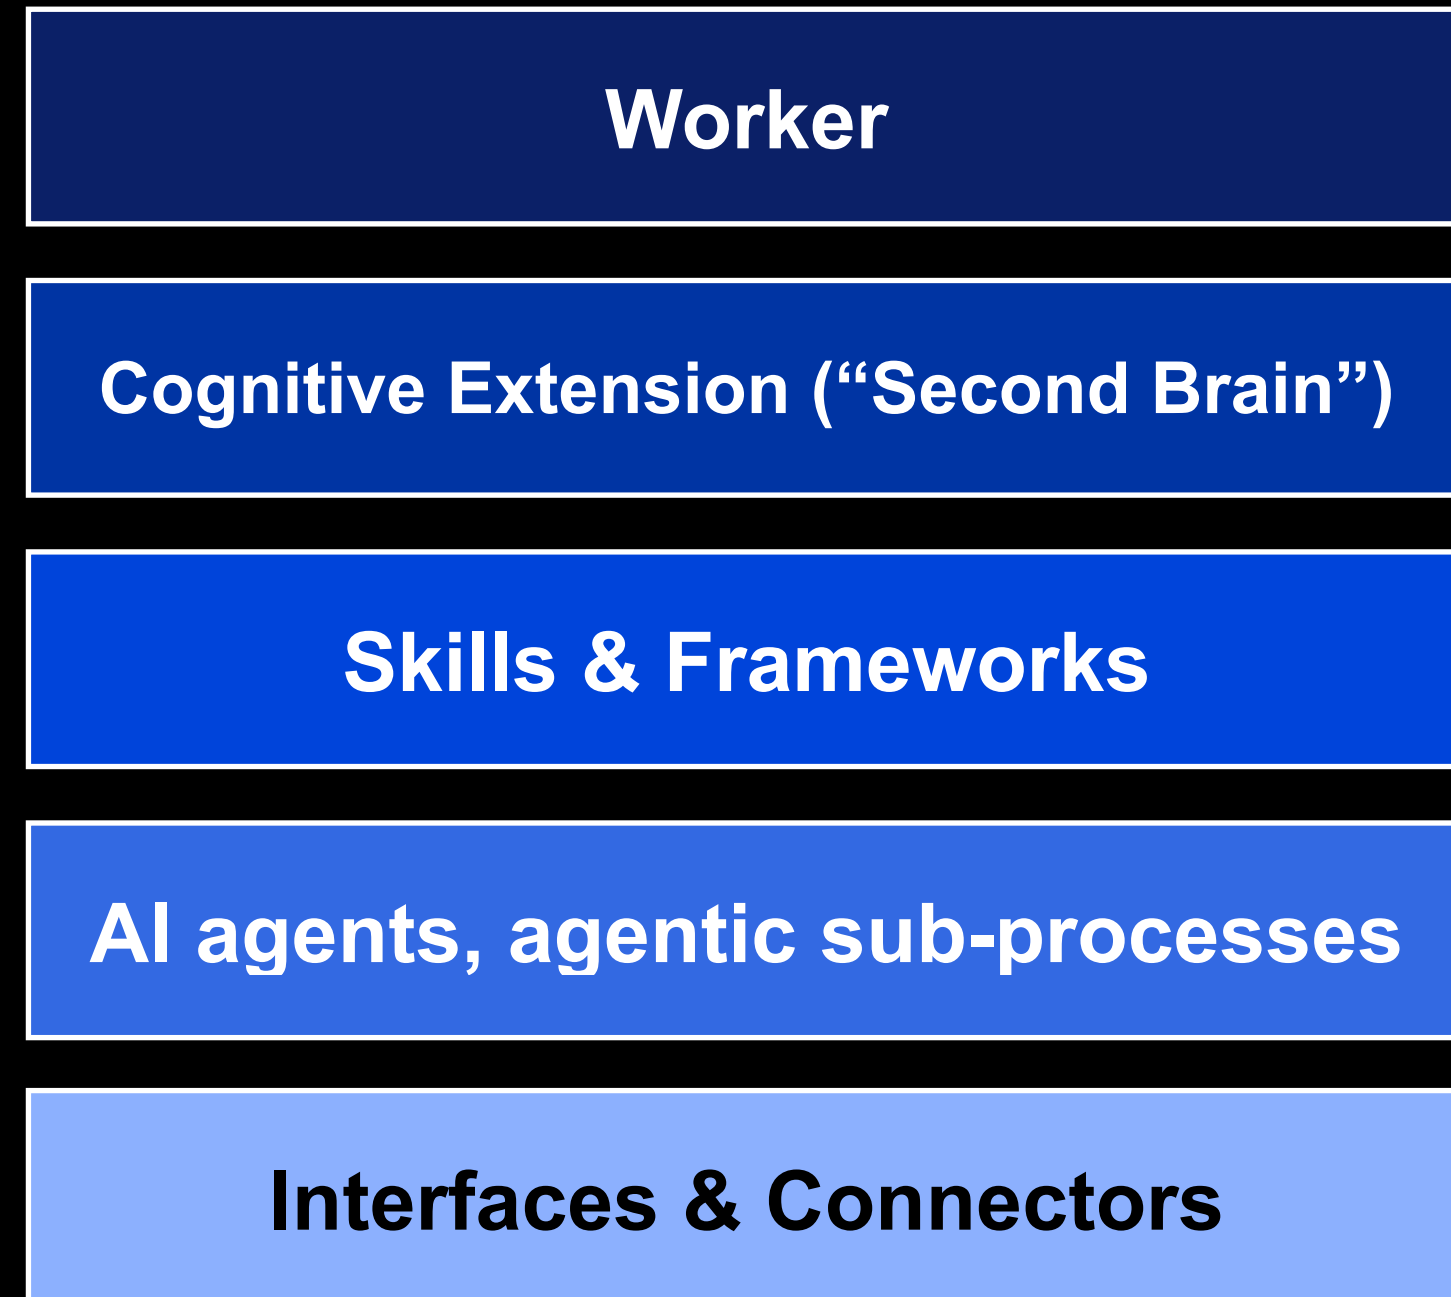 Worker
Cognitive Extension (“Second Brain”)
Skills & Frameworks
AI agents, agentic sub-processes
Interfaces & Connectors